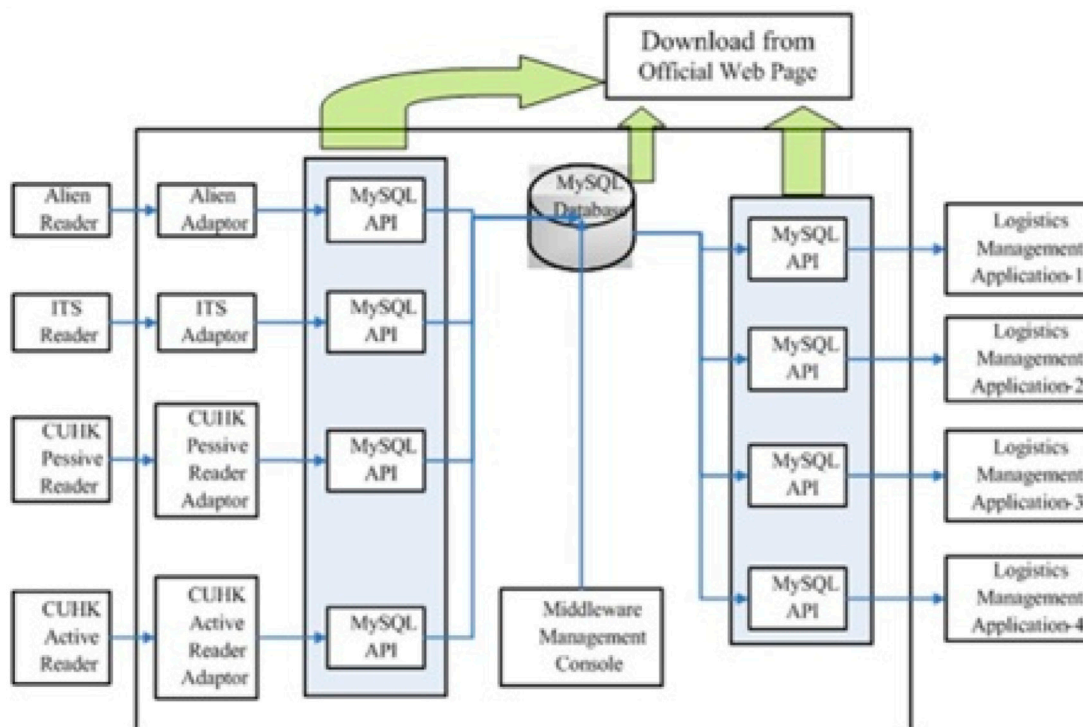 Download from
Official Web Page
Alien
Reader
Alien
Adaptor
MySQL
API
MySQL
Database
MySQL
API
Logistics
Management
Application-1
ITS
Reader
ITS
Adaptor
MySQL
API
MySQL
API
Logistics
Management
Application-2
CUHK
Pessive
Reader
CUHK
Pessive
Reader
Adaptor
MySQL
API
MySQL
API
Logistics
Management
Application-3
CUHK
Active
Reader
CUHK
Active
Reader
Adaptor
MySQL
API
Middleware
Management
Console
MySQL
API
Logistics
Management
Application-4